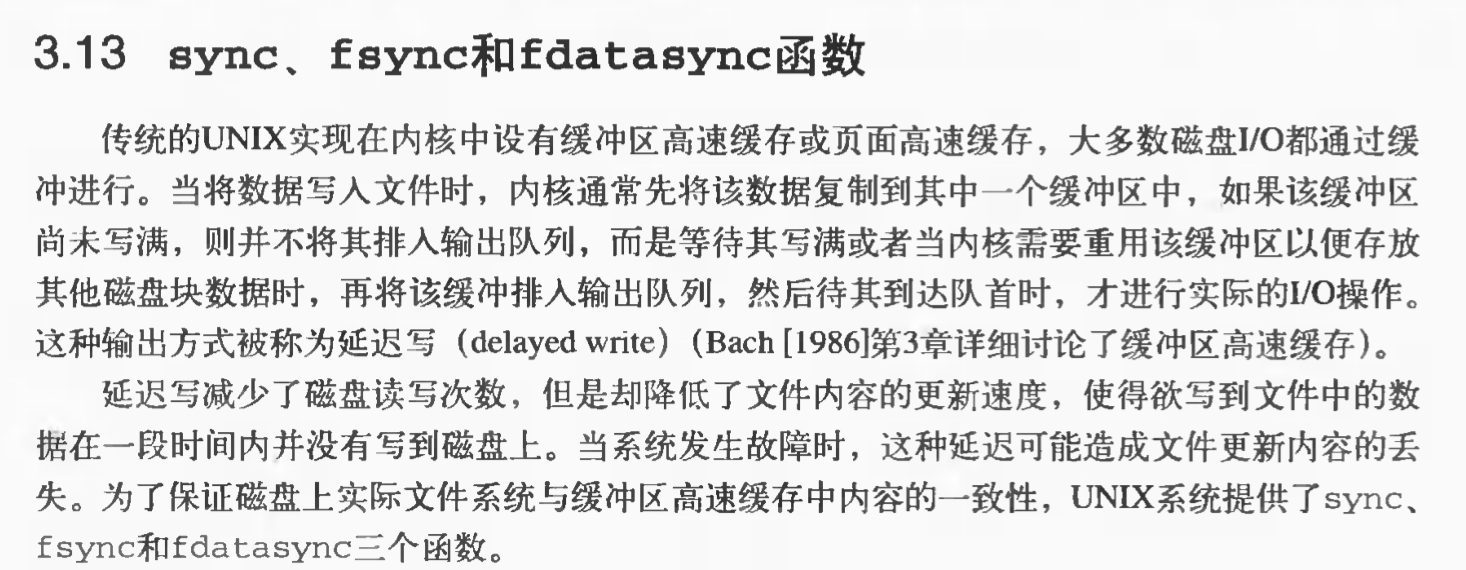 3.13 sync、fsync和fdatasync函数
传统的UNIX实现在内核中设有缓冲区高速缓存或页面高速缓存，大多数磁盘I/O都通过缓
冲进行。当将数据写入文件时，内核通常先将该数据复制到其中一个缓冲区中，如果该缓冲区
尚未写满，则并不将其排入输出队列，而是等待其写满或者当内核需要重用该缓冲区以便存放
其他磁盘块数据时，再将该缓冲排入输出队列，然后待其到达队首时，才进行实际的I/O操作。
这种输出方式被称为延迟写（delayed write）（Bach [1986]第3章详细讨论了缓冲区高速缓存）。
延迟写减少了磁盘读写次数，但是却降低了文件内容的更新速度，使得欲写到文件中的数
据在一段时间内并没有写到磁盘上。当系统发生故障时，这种延迟可能造成文件更新内容的丢
失。为了保证磁盘上实际文件系统与缓冲区高速缓存中内容的一致性，UNIX系统提供了sync、
fsync和fdatasync三个函数。